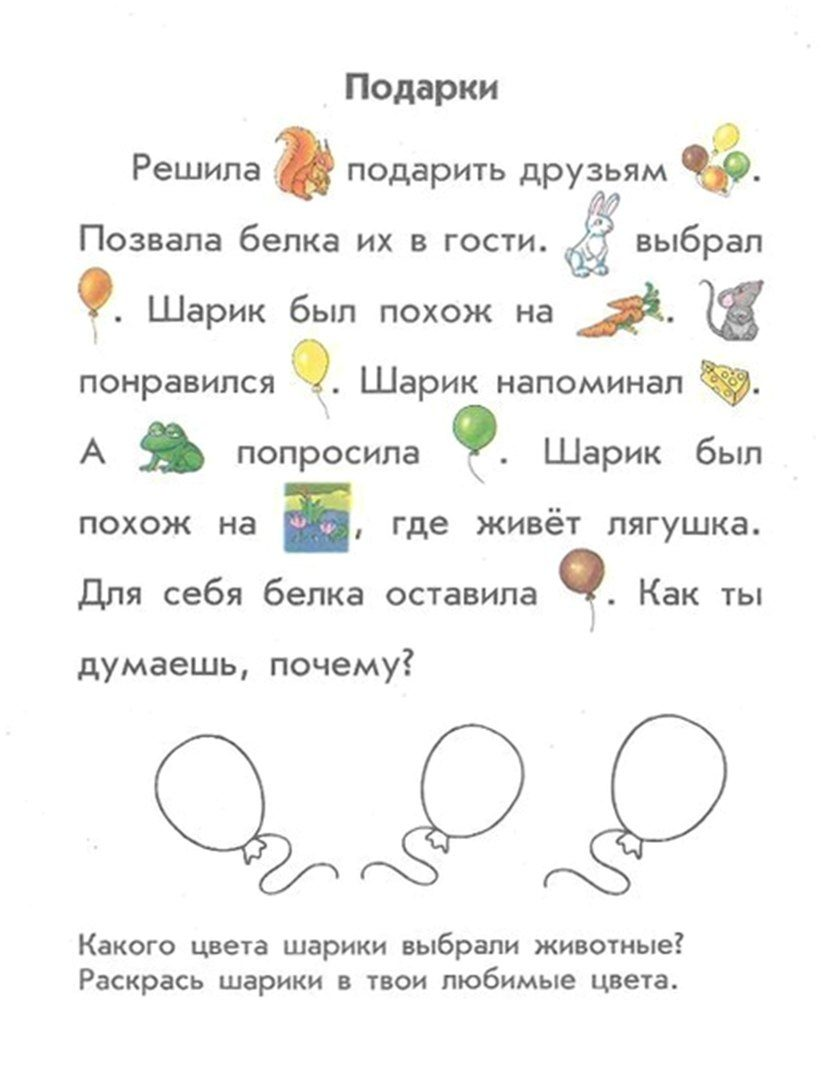 Подарки
Решила подарить друзьям .
Позвала белка их в гости. выбрал
. Шарик был похож на .
понравился . Шарик напоминал .
А попросила . Шарик был
похож на , где живёт лягушка.
Для себя белка оставила . Как ты
думаешь, почему?
Какого цвета шарики выбрали животные?
Раскрась шарики в твои любимые цвета.